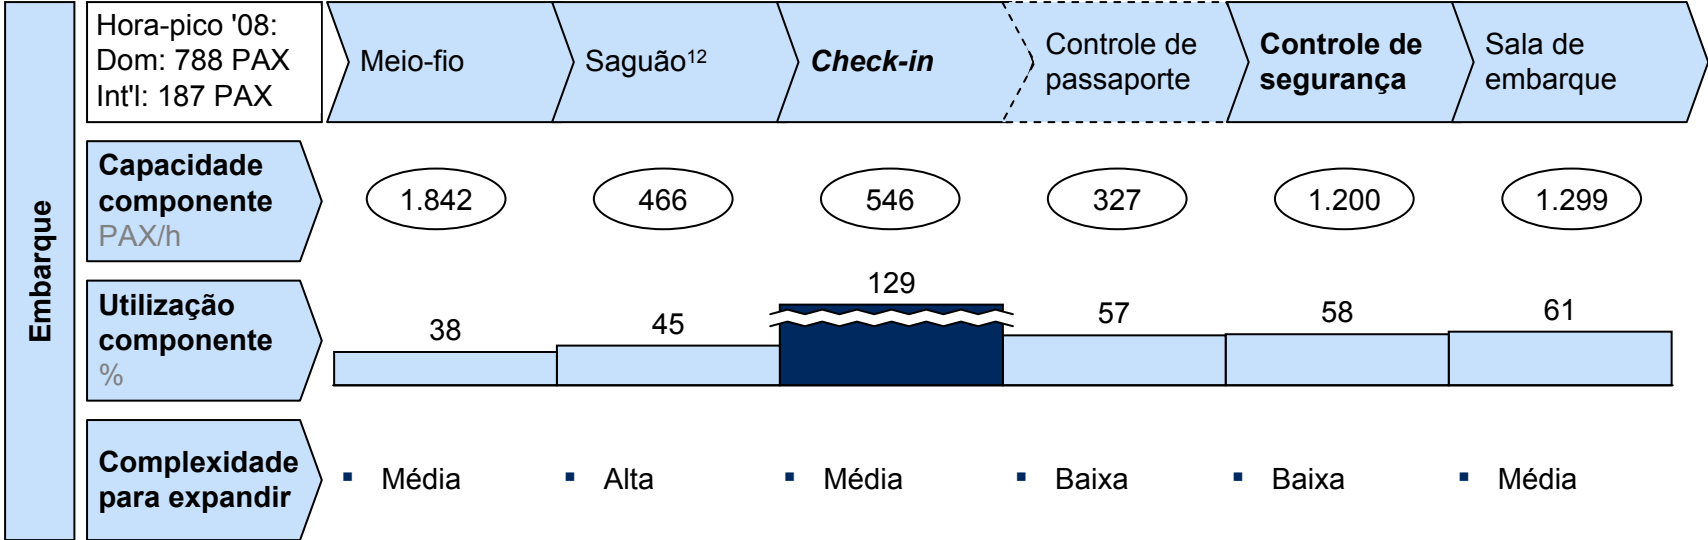 Embarque
Hora-pico '08:
Dom: 788 PAX
Int'l: 187 PAX
Meio-fio
Saguão¹²
Check-in
Controle de
passaporte
Controle de
segurança
Sala de
embarque
Capacidade
componente
PAX/h
1.842
466
546
327
1.200
1.299
Utilização
componente
%
38
45
129
57
58
61
Complexidade
para expandir
▪ Média
▪ Alta
▪ Média
▪ Baixa
▪ Baixa
▪ Média